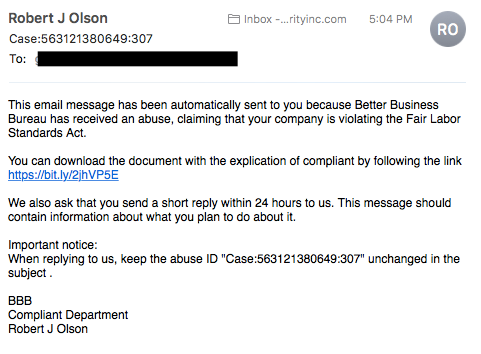 Robert J Olson
Inbox -...rityinc.com
5:04 PM
RO
Case:563121380649:307
To:
This email message has been automatically sent to you because Better Business
Bureau has received an abuse, claiming that your company is violating the Fair Labor
Standards Act.
You can download the document with the explication of compliant by following the link
https://bit.ly/2jhVP5E
We also ask that you send a short reply within 24 hours to us. This message should
contain information about what you plan to do about it.
Important notice:
When replying to us, keep the abuse ID "Case:563121380649:307" unchanged in the
subject .
BBB
Compliant Department
Robert J Olson